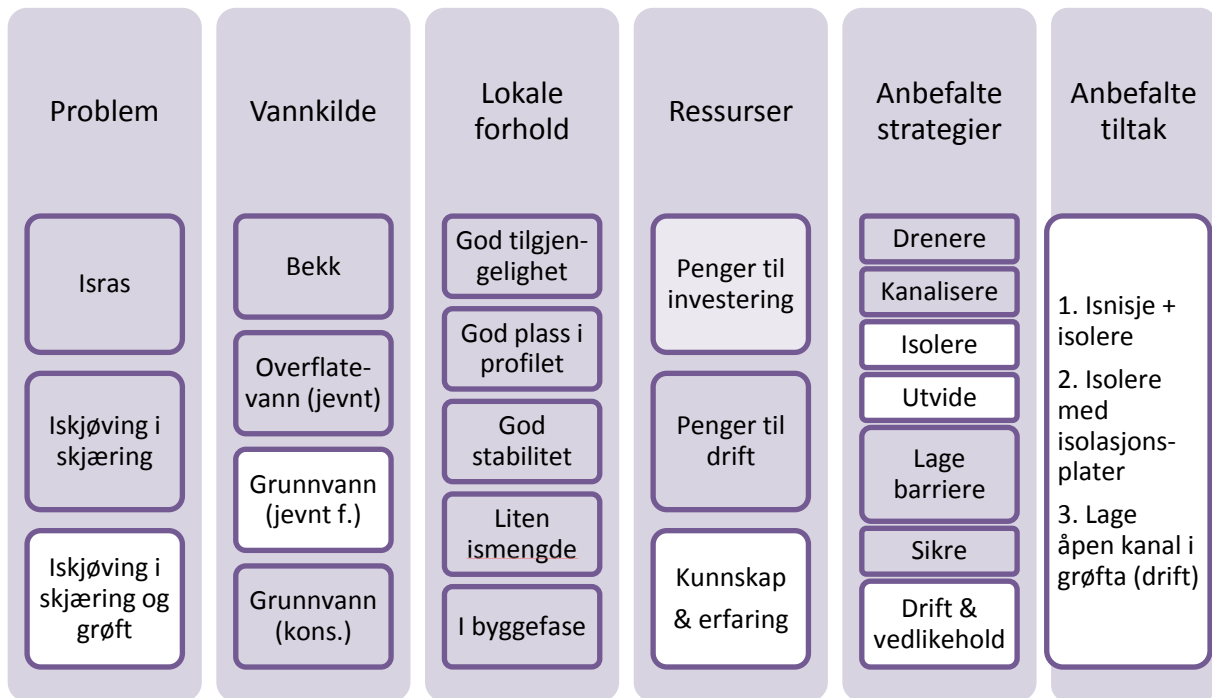 Problem
Isras
Iskjøving i
skjæring
Iskjøving i
skjæring og
grøft
Vannkilde
Bekk
Overflate-
vann (jevnt)
Grunnvann
(jevnt f.)
Grunnvann
(kons.)
Lokale
forhold
God tilgjen-
gelighet
God plass i
profilet
God
stabilitet
Liten
ismengde
I byggefase
Ressurser
Penger til
investering
Penger til
drift
Kunnskap
& erfaring
Anbefalte
strategier
Drenere
Kanalisere
Isolere
Utvide
Lage
barriere
Sikre
Drift &
vedlikehold
Anbefalte
tiltak
1. Isnisje +
isolere
2. Isolere
med
isolasjons-
plater
3. Lage
åpen kanal i
grøfta (drift)